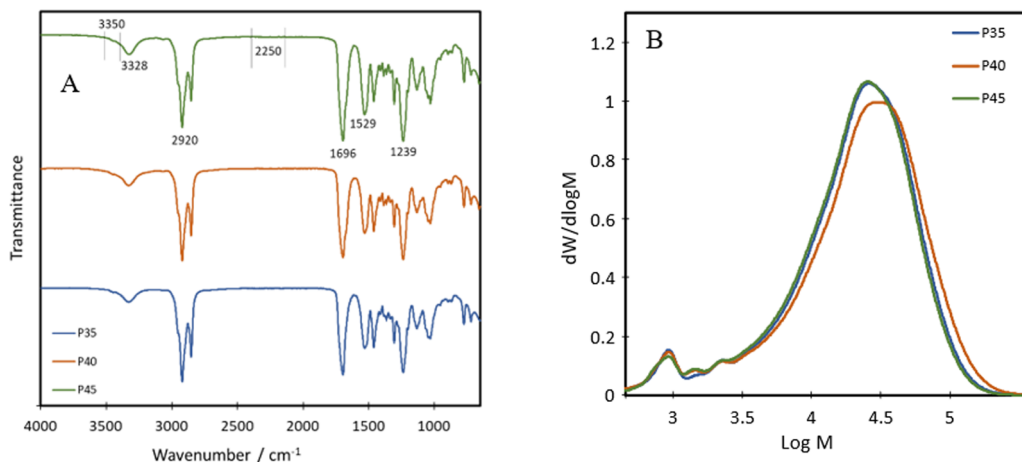 A
3350
3328
2250
2920
1696
1529
1239
Transmittance
P35
P40
P45
4000 3500 3000 2500 2000 1500 1000
Wavenumber / cm⁻¹
B
P35
P40
P45
1.2
1
0.8
0.6
0.4
0.2
0
dW/dlogM
3 3.5 4 4.5 5
Log M